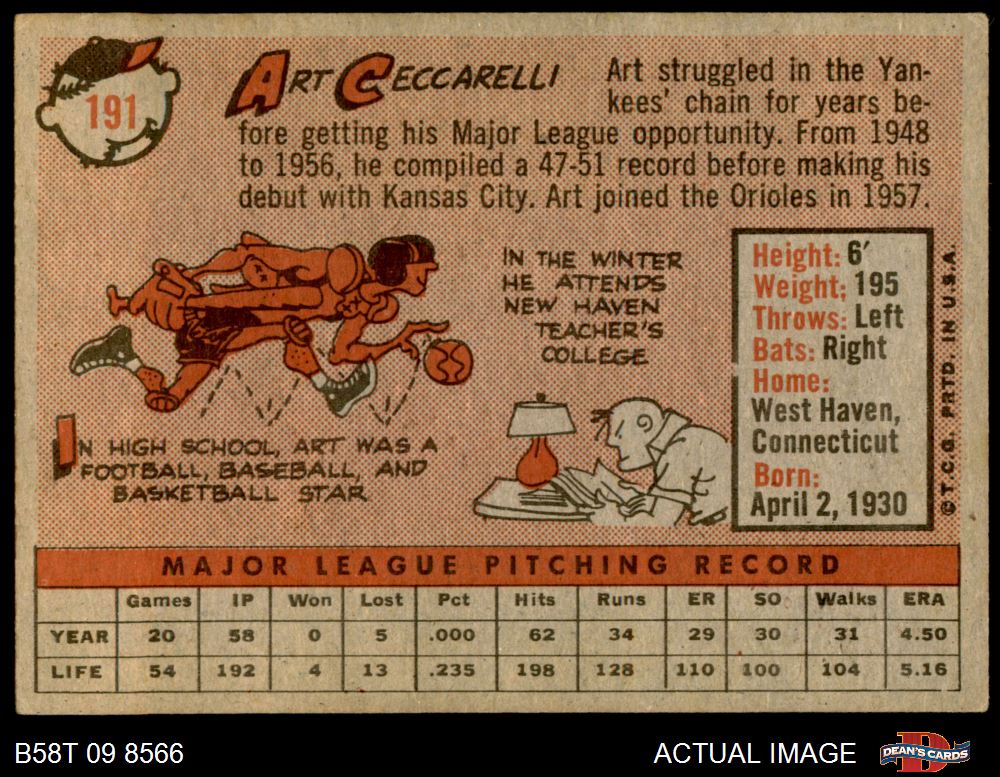 191
ART CECCARELLI
Art struggled in the Yan-
kees' chain for years be-
fore getting his Major League opportunity. From 1948
to 1956, he compiled a 47-51 record before making his
debut with Kansas City. Art joined the Orioles in 1957.
IN THE WINTER
HE ATTENDS
NEW HAVEN
TEACHER'S
COLLEGE
IN HIGH SCHOOL, ART WAS A
FOOTBALL, BASEBALL, AND
BASKETBALL STAR
Height: 6'
Weight: 195
Throws: Left
Bats: Right
Home:
West Haven,
Connecticut
Born:
April 2, 1930
© T.C.G. PRTD. IN U.S.A.
MAJOR LEAGUE PITCHING RECORD
Games IP Won Lost Pct Hits Runs ER SO Walks ERA
YEAR 20 58 0 5 .000 62 34 29 30 31 4.50
LIFE 54 192 4 13 .235 198 128 110 100 104 5.16
B58T 09 8566
ACTUAL IMAGE
DEAN'S CARDS